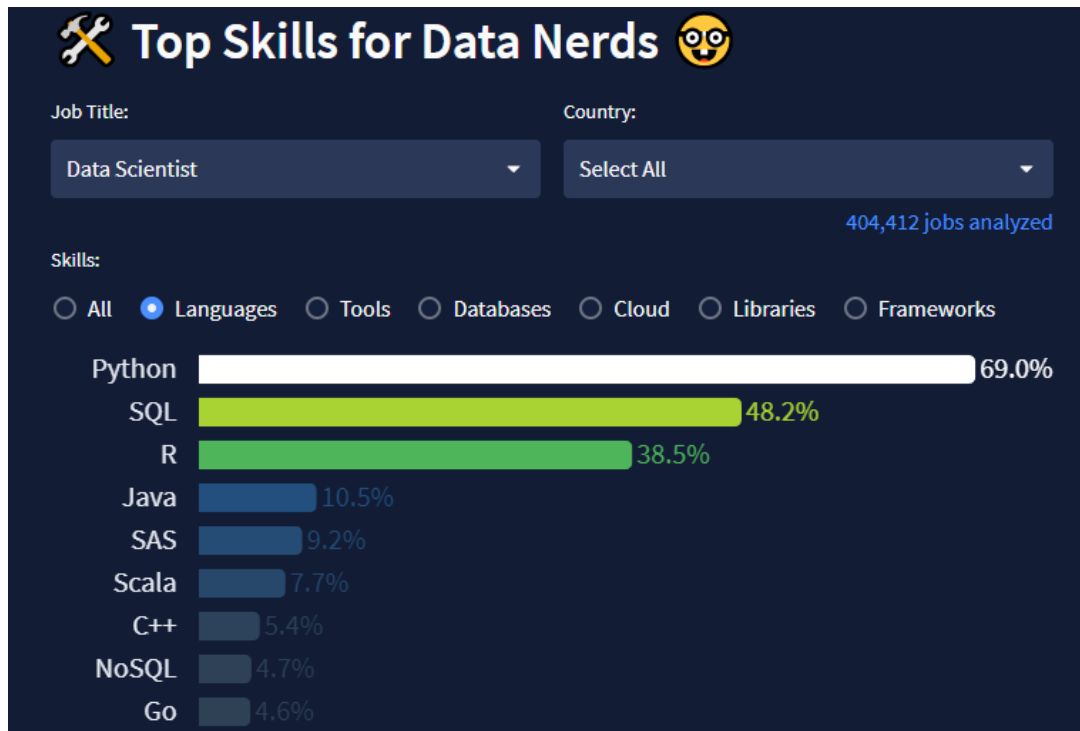 Top Skills for Data Nerds
Job Title:
Country:
Data Scientist
Select All
404,412 jobs analyzed
Skills:
All Languages Tools Databases Cloud Libraries Frameworks
Python 69.0%
SQL 48.2%
R 38.5%
Java 10.5%
SAS 9.2%
Scala 7.7%
C++ 5.4%
NoSQL 4.7%
Go 4.6%